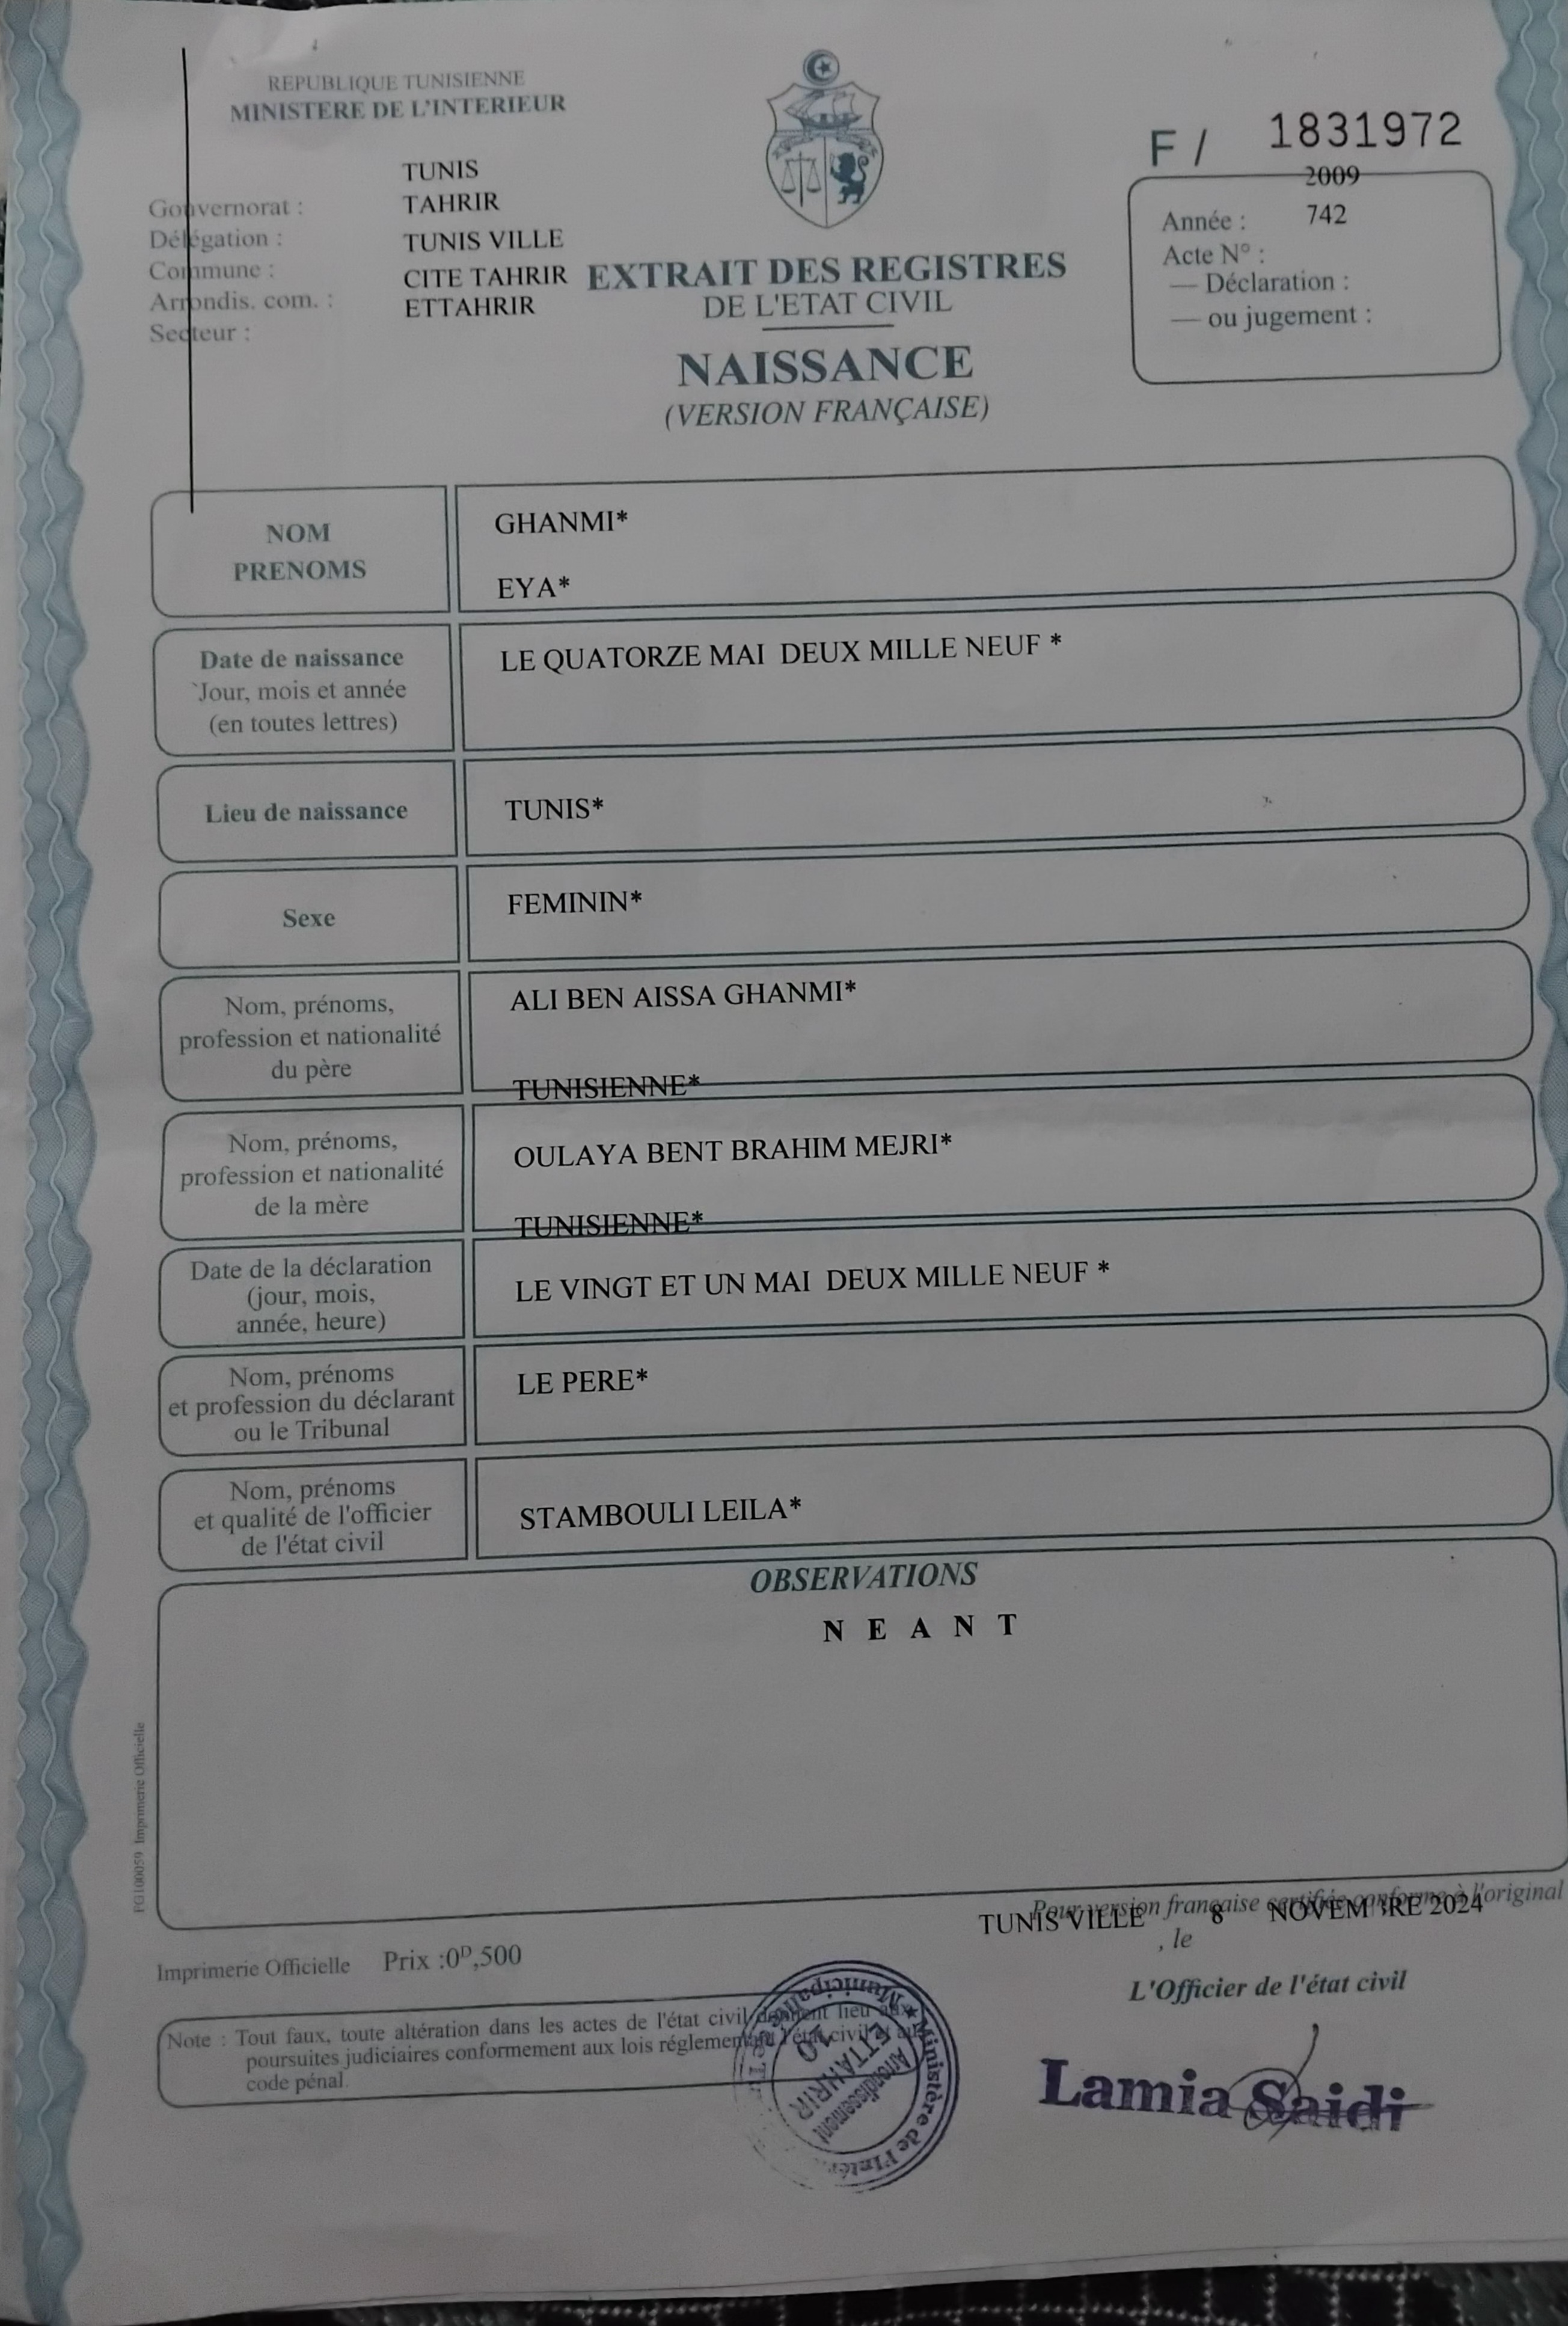 REPUBLIQUE TUNISIENNE
MINISTERE DE L'INTERIEUR
TUNIS
Gouvernorat : TAHRIR
Délégation : TUNIS VILLE
Commune : CITE TAHRIR
Arrondis. com. : ETTAHRIR
Secteur :
EXTRAIT DES REGISTRES
DE L'ETAT CIVIL
NAISSANCE
(VERSION FRANÇAISE)
F / 1831972
2009
Année : 742
Acte N° :
— Déclaration :
— ou jugement :
NOM
PRENOMS
GHANMI*
EYA*
Date de naissance
`Jour, mois et année
(en toutes lettres)
LE QUATORZE MAI DEUX MILLE NEUF *
Lieu de naissance
TUNIS*
Sexe
FEMININ*
Nom, prénoms,
profession et nationalité
du père
ALI BEN AISSA GHANMI*
TUNISIENNE*
Nom, prénoms,
profession et nationalité
de la mère
OULAYA BENT BRAHIM MEJRI*
TUNISIENNE*
Date de la déclaration
(jour, mois,
année, heure)
LE VINGT ET UN MAI DEUX MILLE NEUF *
Nom, prénoms
et profession du déclarant
ou le Tribunal
LE PERE*
Nom, prénoms
et qualité de l'officier
de l'état civil
STAMBOULI LEILA*
OBSERVATIONS
N E A N T
FG100059 Imprimerie Officielle
Pour version française certifiée conforme à l'original
TUNIS VILLE 8 NOVEM RE 2024
, le
Imprimerie Officielle Prix :0ᴰ,500
L'Officier de l'état civil
Note : Tout faux, toute altération dans les actes de l'état civil donnent lieu aux
poursuites judiciaires conformement aux lois réglementant l'état civil
code pénal.
Ministère de l'Inté
Arrondissement
ETTAHRIR
10
Lamia Saidi